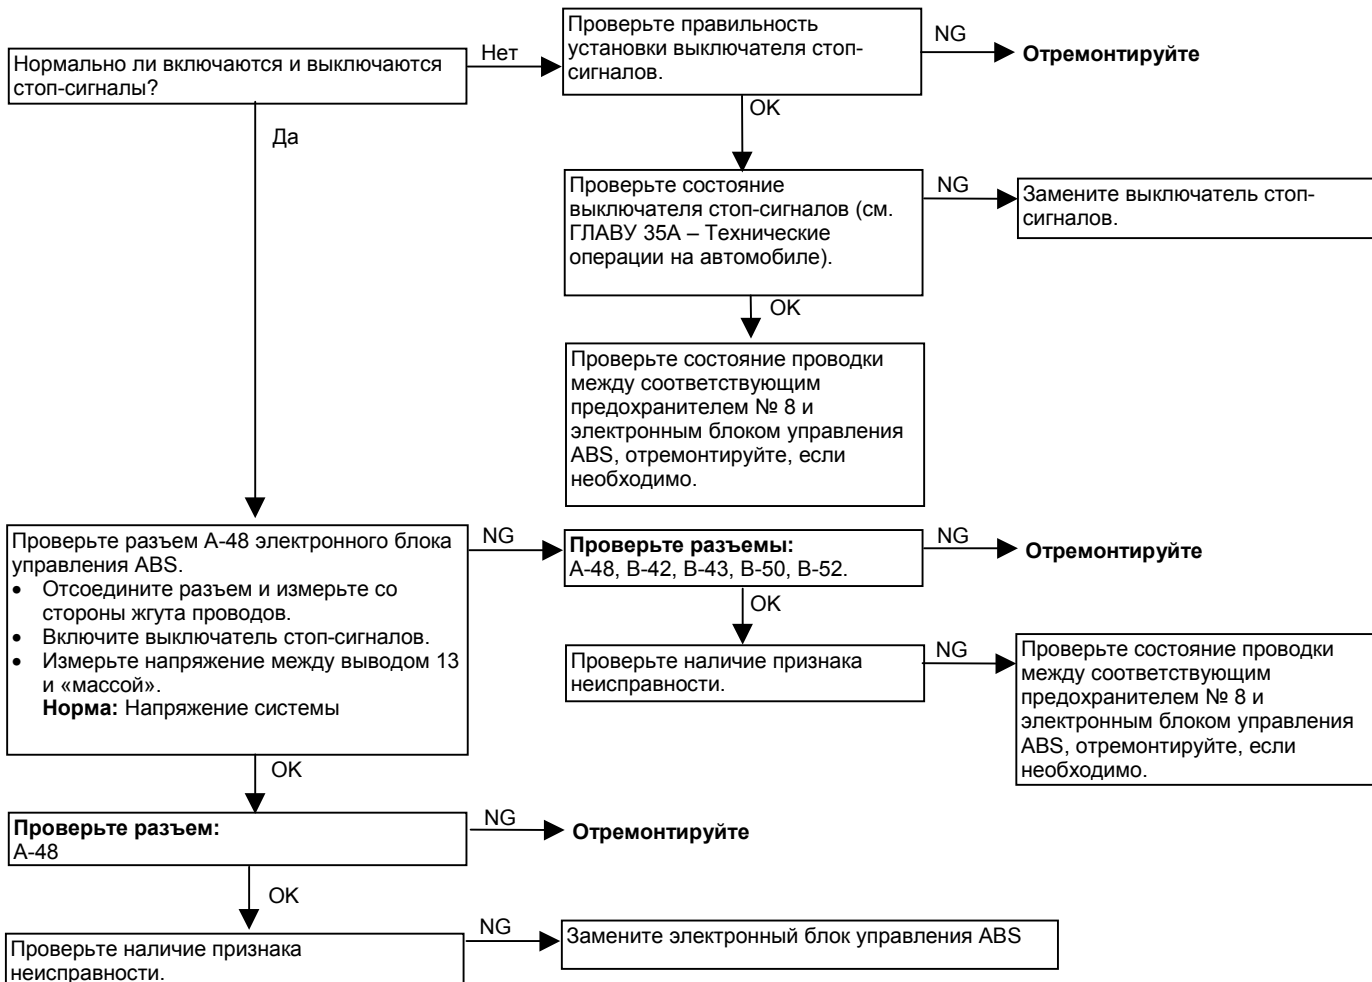 Нормально ли включаются и выключаются
стоп-сигналы?
Нет
Проверьте правильность
установки выключателя стоп-
сигналов.
NG
Отремонтируйте
OK
Да
Проверьте состояние
выключателя стоп-сигналов (см.
ГЛАВУ 35А – Технические
операции на автомобиле).
NG
Замените выключатель стоп-
сигналов.
OK
Проверьте состояние проводки
между соответствующим
предохранителем № 8 и
электронным блоком управления
ABS, отремонтируйте, если
необходимо.
Проверьте разъем А-48 электронного блока
управления ABS.
• Отсоедините разъем и измерьте со
стороны жгута проводов.
• Включите выключатель стоп-сигналов.
• Измерьте напряжение между выводом 13
и «массой».
Норма: Напряжение системы
NG
Проверьте разъемы:
А-48, В-42, В-43, В-50, В-52.
NG
Отремонтируйте
OK
Проверьте наличие признака
неисправности.
NG
Проверьте состояние проводки
между соответствующим
предохранителем № 8 и
электронным блоком управления
ABS, отремонтируйте, если
необходимо.
OK
Проверьте разъем:
А-48
NG
Отремонтируйте
OK
Проверьте наличие признака
неисправности.
NG
Замените электронный блок управления ABS